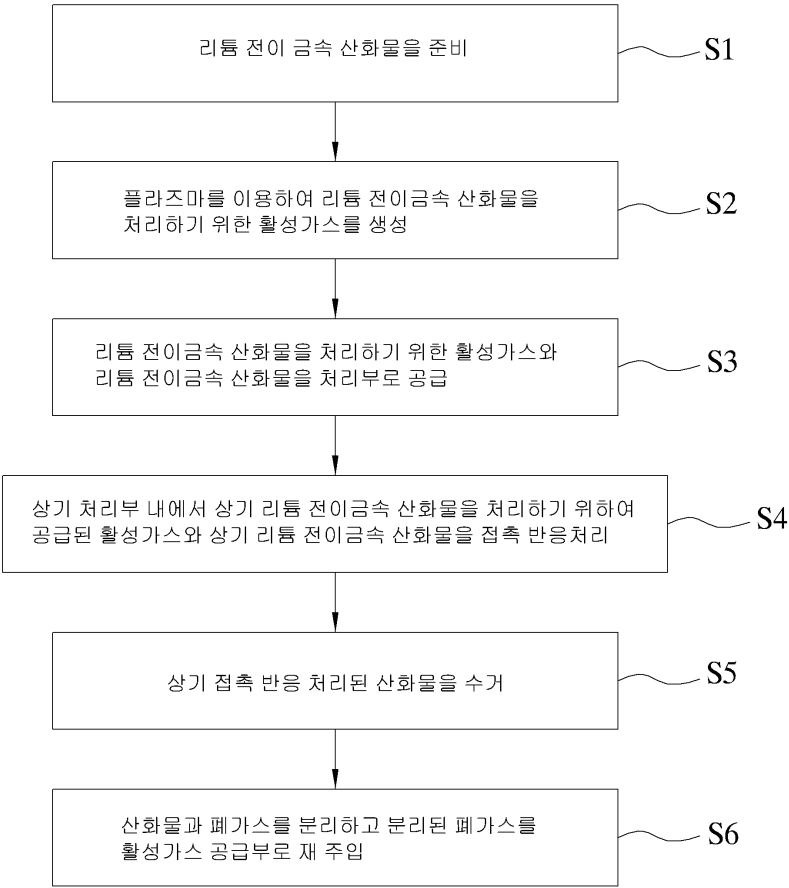 리튬 전이 금속 산화물을 준비
S1
플라즈마를 이용하여 리튬 전이금속 산화물을
처리하기 위한 활성가스를 생성
S2
리튬 전이금속 산화물을 처리하기 위한 활성가스와
리튬 전이금속 산화물을 처리부로 공급
S3
상기 처리부 내에서 상기 리튬 전이금속 산화물을 처리하기 위하여
공급된 활성가스와 상기 리튬 전이금속 산화물을 접촉 반응처리
S4
상기 접촉 반응 처리된 산화물을 수거
S5
산화물과 폐가스를 분리하고 분리된 폐가스를
활성가스 공급부로 재 주입
S6